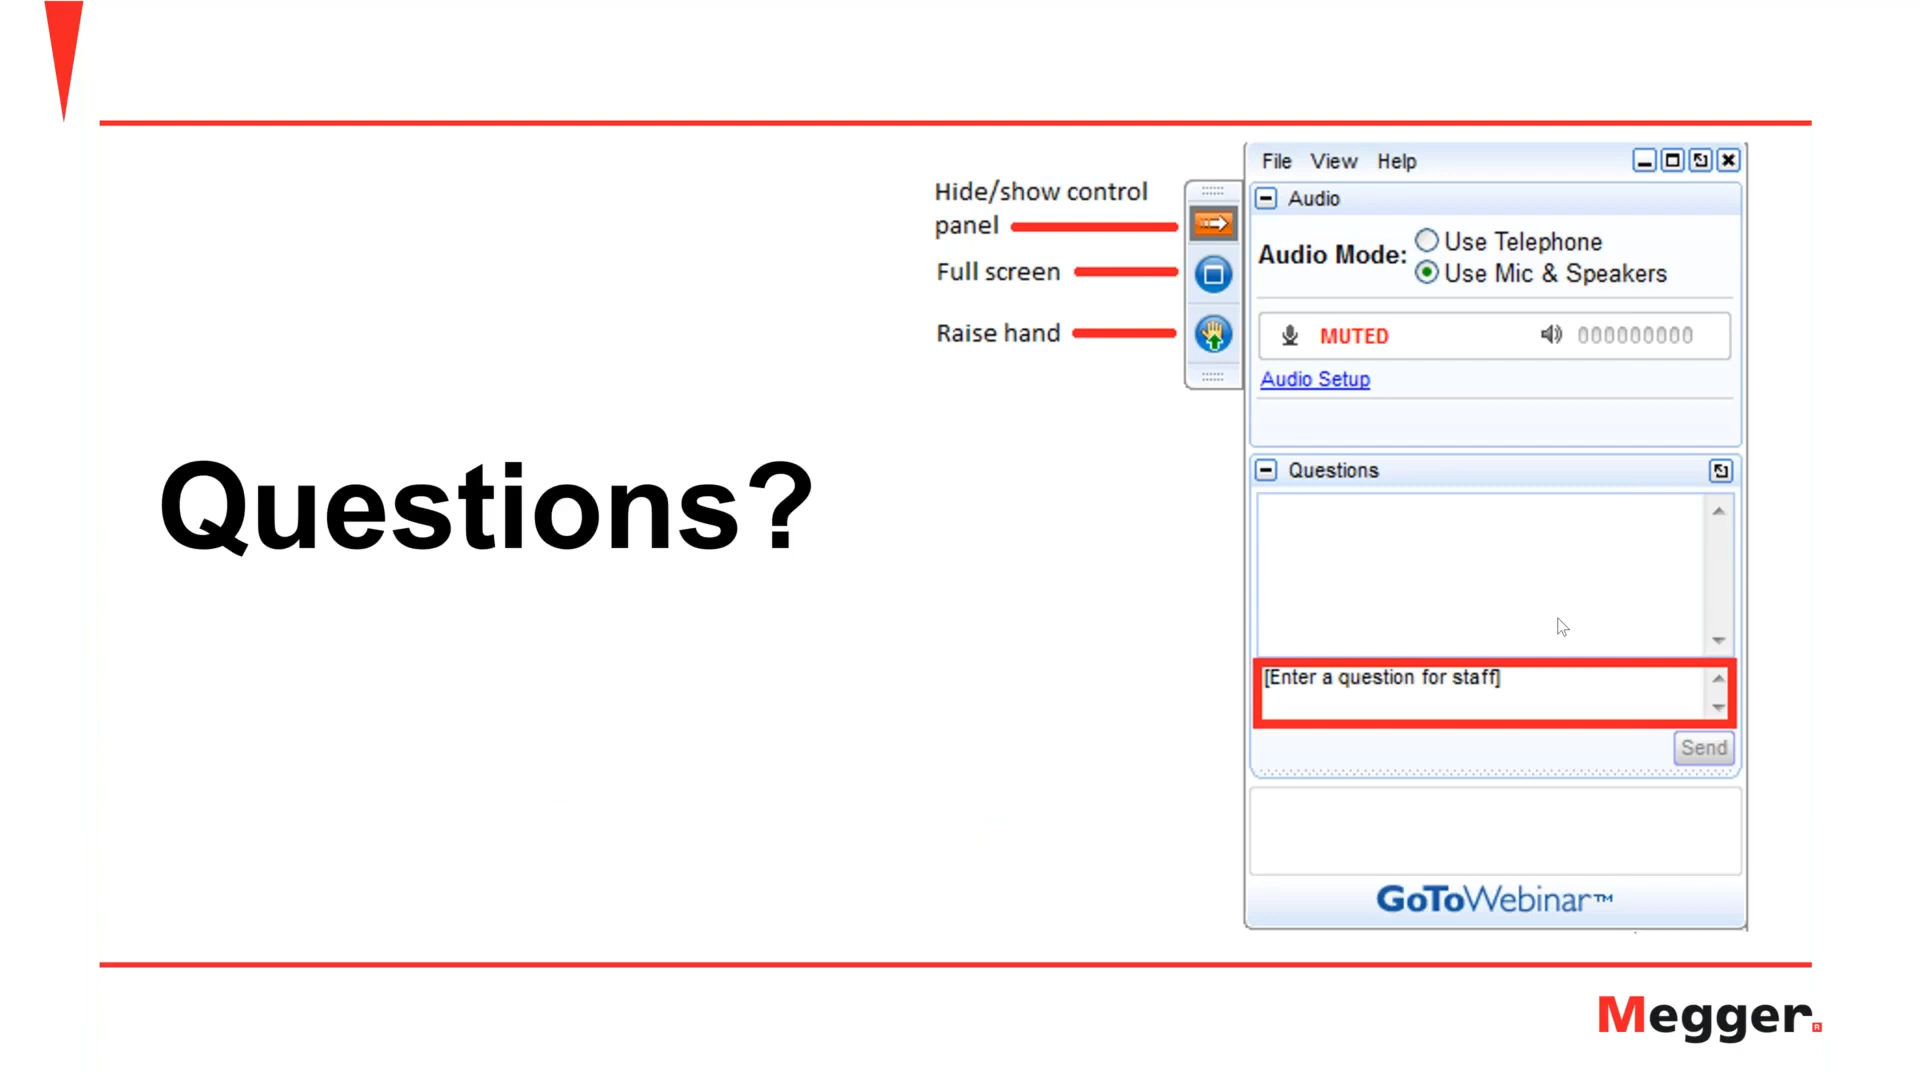 Questions?
Hide/show control
panel
Full screen
Raise hand
File View Help
Audio
Audio Mode:
Use Telephone
Use Mic & Speakers
MUTED
000000000
Audio Setup
Questions
[Enter a question for staff]
Send
GoToWebinar™
Megger®